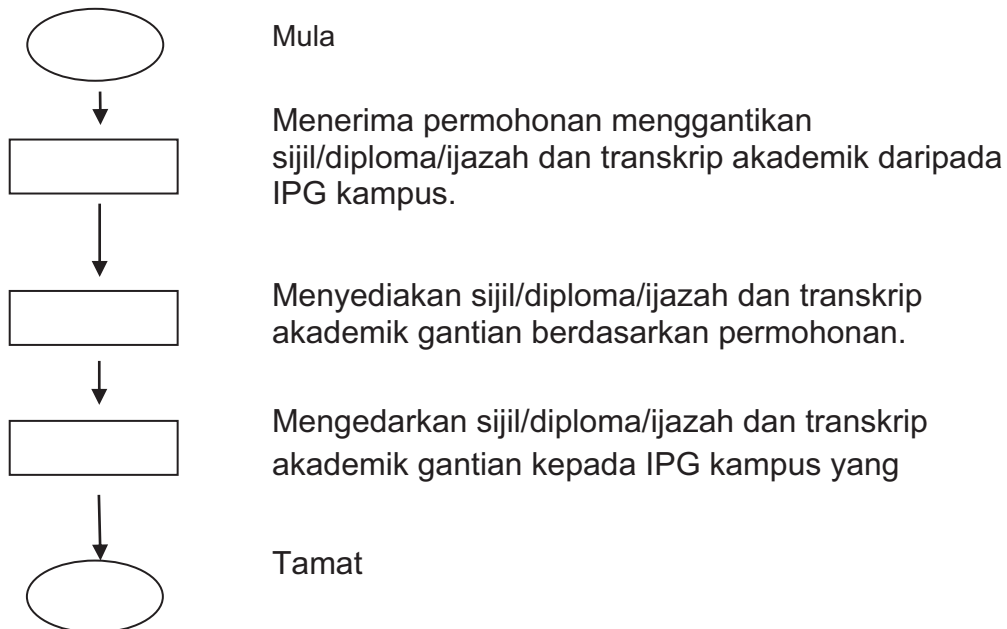 Mula
Menerima permohonan menggantikan
sijil/diploma/ijazah dan transkrip akademik daripada
IPG kampus.
Menyediakan sijil/diploma/ijazah dan transkrip
akademik gantian berdasarkan permohonan.
Mengedarkan sijil/diploma/ijazah dan transkrip
akademik gantian kepada IPG kampus yang
Tamat